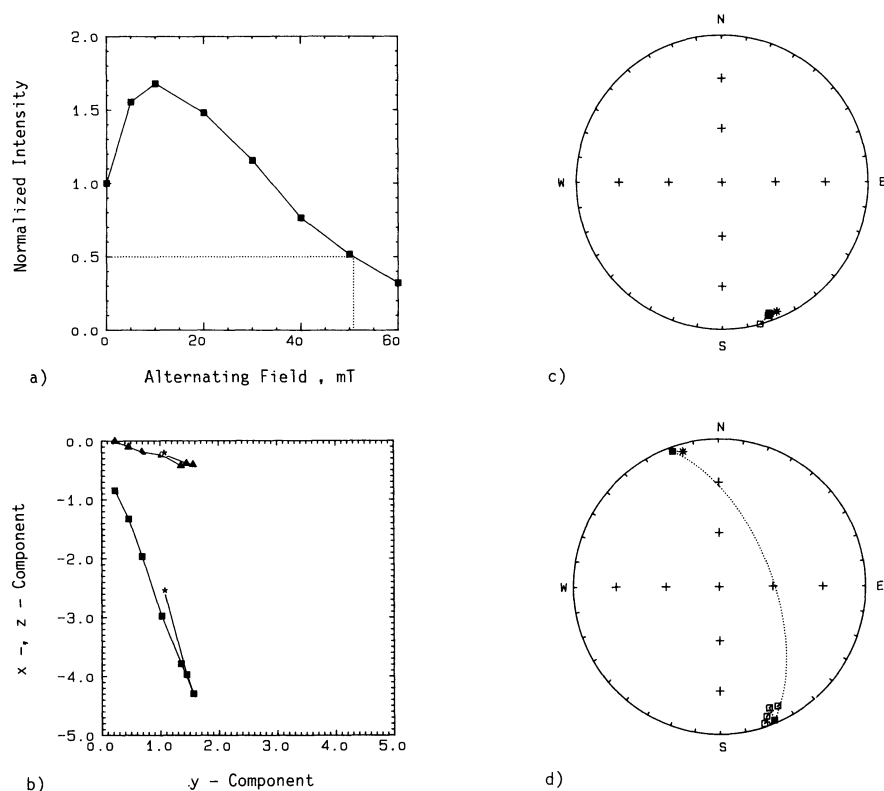 2.0
1.5
1.0
0.5
0.0
Normalized Intensity
0 20 40 60
a) Alternating Field , mT
N
W E
S
c)
0.0
-1.0
-2.0
-3.0
-4.0
-5.0
x -, z - Component
0.0 1.0 2.0 3.0 4.0 5.0
b) y - Component
N
W E
S
d)